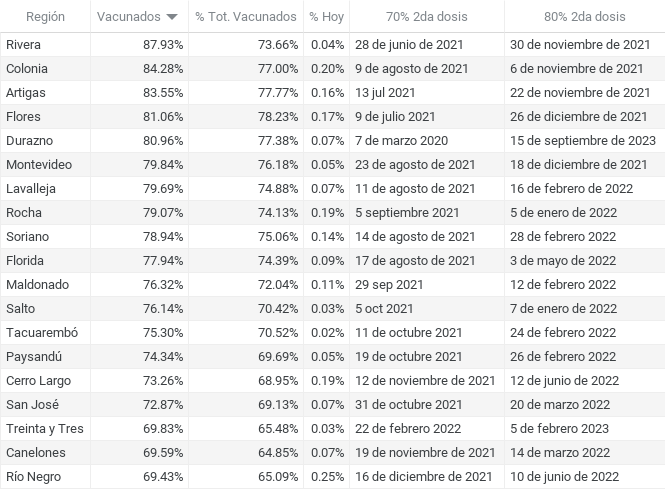 Región Vacunados % Tot. Vacunados % Hoy 70% 2da dosis 80% 2da dosis
Rivera 87.93% 73.66% 0.04% 28 de junio de 2021 30 de noviembre de 2021
Colonia 84.28% 77.00% 0.20% 9 de agosto de 2021 6 de noviembre de 2021
Artigas 83.55% 77.77% 0.16% 13 jul 2021 22 de noviembre de 2021
Flores 81.06% 78.23% 0.17% 9 de julio 2021 26 de diciembre de 2021
Durazno 80.96% 77.38% 0.07% 7 de marzo 2020 15 de septiembre de 2023
Montevideo 79.84% 76.18% 0.05% 23 de agosto de 2021 18 de diciembre de 2021
Lavalleja 79.69% 74.88% 0.07% 11 de agosto de 2021 16 de febrero de 2022
Rocha 79.07% 74.13% 0.19% 5 septiembre 2021 5 de enero de 2022
Soriano 78.94% 75.06% 0.14% 14 de agosto de 2021 28 de febrero 2022
Florida 77.94% 74.39% 0.09% 17 de agosto de 2021 3 de mayo de 2022
Maldonado 76.32% 72.04% 0.11% 29 sep 2021 12 de febrero de 2022
Salto 76.14% 70.42% 0.03% 5 oct 2021 7 de enero de 2022
Tacuarembó 75.30% 70.52% 0.02% 11 de octubre 2021 24 de febrero 2022
Paysandú 74.34% 69.69% 0.05% 19 de octubre 2021 26 de febrero 2022
Cerro Largo 73.26% 68.95% 0.19% 12 de noviembre de 2021 12 de junio de 2022
San José 72.87% 69.13% 0.07% 31 de octubre 2021 20 de marzo 2022
Treinta y Tres 69.83% 65.48% 0.03% 22 de febrero 2022 5 de febrero 2023
Canelones 69.59% 64.85% 0.07% 19 de noviembre de 2021 14 de marzo 2022
Río Negro 69.43% 65.09% 0.25% 16 de diciembre de 2021 10 de junio de 2022